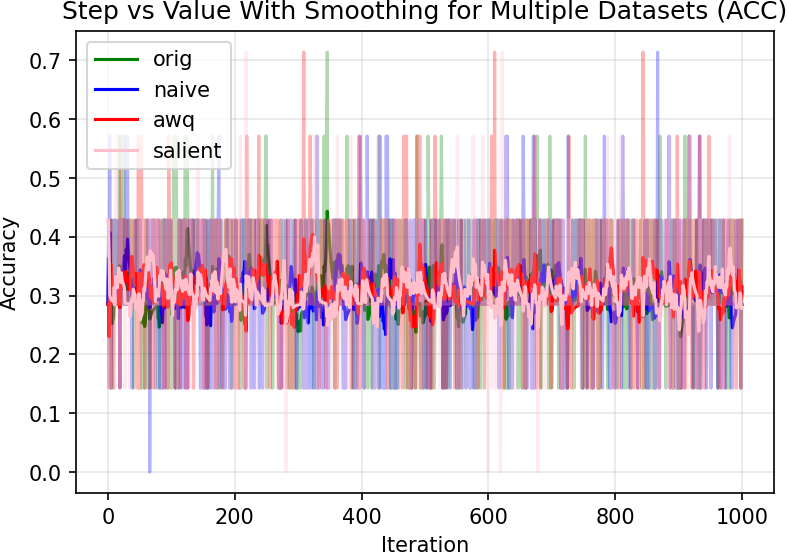 Step vs Value With Smoothing for Multiple Datasets (ACC)
Accuracy
0.7
0.6
0.5
0.4
0.3
0.2
0.1
0.0
orig
naive
awq
salient
0
200
400
600
800
1000
Iteration